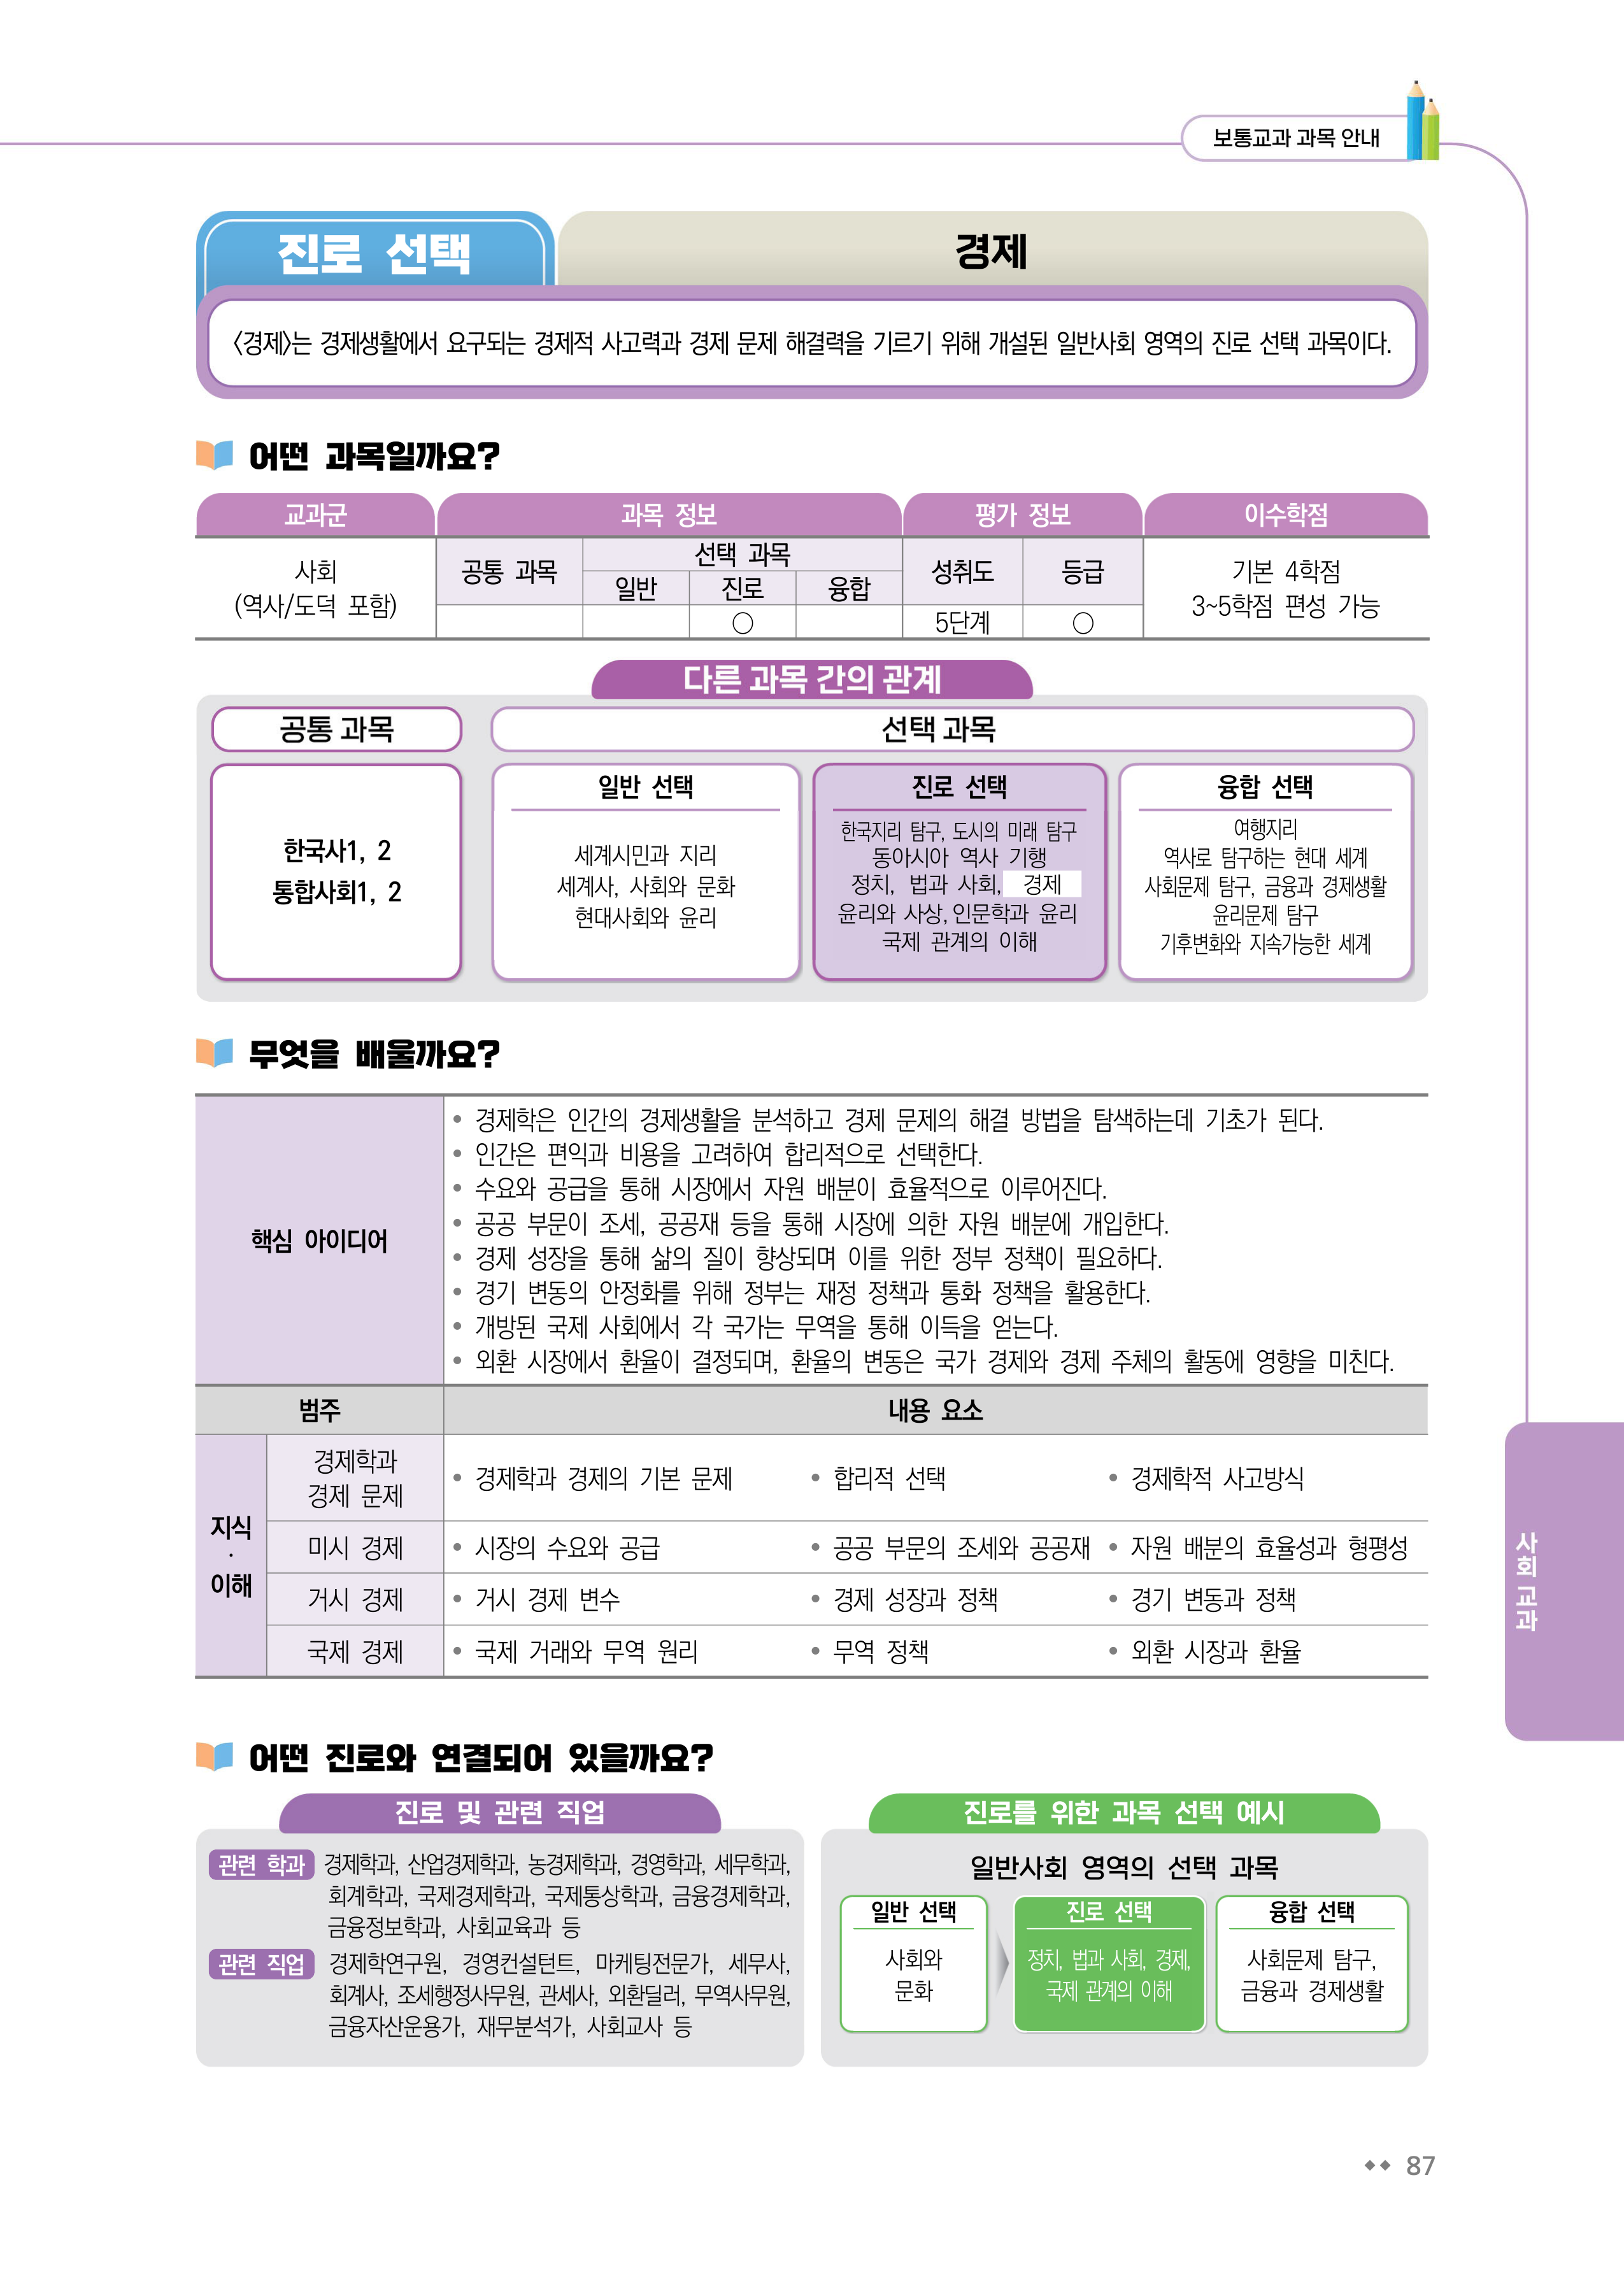 보통교과 과목 안내
진로 선택
경제
<경제>는 경제생활에서 요구되는 경제적 사고력과 경제 문제 해결력을 기르기 위해 개설된 일반사회 영역의 진로 선택 과목이다.
어떤 과목일까요?
교과군 과목 정보 평가 정보 이수학점
사회
(역사/도덕 포함)
공통 과목
선택 과목
일반 진로 융합
○
성취도 등급
5단계 ○
기본 4학점
3~5학점 편성 가능
다른 과목 간의 관계
공통 과목
선택 과목
한국사1, 2
통합사회1, 2
일반 선택
세계시민과 지리
세계사, 사회와 문화
현대사회와 윤리
진로 선택
한국지리 탐구, 도시의 미래 탐구
동아시아 역사 기행
정치, 법과 사회, 경제
윤리와 사상, 인문학과 윤리
국제 관계의 이해
융합 선택
여행지리
역사로 탐구하는 현대 세계
사회문제 탐구, 금융과 경제생활
윤리문제 탐구
기후변화와 지속가능한 세계
무엇을 배울까요?
핵심 아이디어
• 경제학은 인간의 경제생활을 분석하고 경제 문제의 해결 방법을 탐색하는데 기초가 된다.
• 인간은 편익과 비용을 고려하여 합리적으로 선택한다.
• 수요와 공급을 통해 시장에서 자원 배분이 효율적으로 이루어진다.
• 공공 부문이 조세, 공공재 등을 통해 시장에 의한 자원 배분에 개입한다.
• 경제 성장을 통해 삶의 질이 향상되며 이를 위한 정부 정책이 필요하다.
• 경기 변동의 안정화를 위해 정부는 재정 정책과 통화 정책을 활용한다.
• 개방된 국제 사회에서 각 국가는 무역을 통해 이득을 얻는다.
• 외환 시장에서 환율이 결정되며, 환율의 변동은 국가 경제와 경제 주체의 활동에 영향을 미친다.
범주 내용 요소
지식
·
이해
경제학과
경제 문제
• 경제학과 경제의 기본 문제 • 합리적 선택 • 경제학적 사고방식
미시 경제 • 시장의 수요와 공급 • 공공 부문의 조세와 공공재 • 자원 배분의 효율성과 형평성
거시 경제 • 거시 경제 변수 • 경제 성장과 정책 • 경기 변동과 정책
국제 경제 • 국제 거래와 무역 원리 • 무역 정책 • 외환 시장과 환율
사회 교과
어떤 진로와 연결되어 있을까요?
진로 및 관련 직업
관련 학과 경제학과, 산업경제학과, 농경제학과, 경영학과, 세무학과,
회계학과, 국제경제학과, 국제통상학과, 금융경제학과,
금융정보학과, 사회교육과 등
관련 직업 경제학연구원, 경영컨설턴트, 마케팅전문가, 세무사,
회계사, 조세행정사무원, 관세사, 외환딜러, 무역사무원,
금융자산운용가, 재무분석가, 사회교사 등
진로를 위한 과목 선택 예시
일반사회 영역의 선택 과목
일반 선택
사회와
문화
진로 선택
정치, 법과 사회, 경제,
국제 관계의 이해
융합 선택
사회문제 탐구,
금융과 경제생활
◆◆ 87